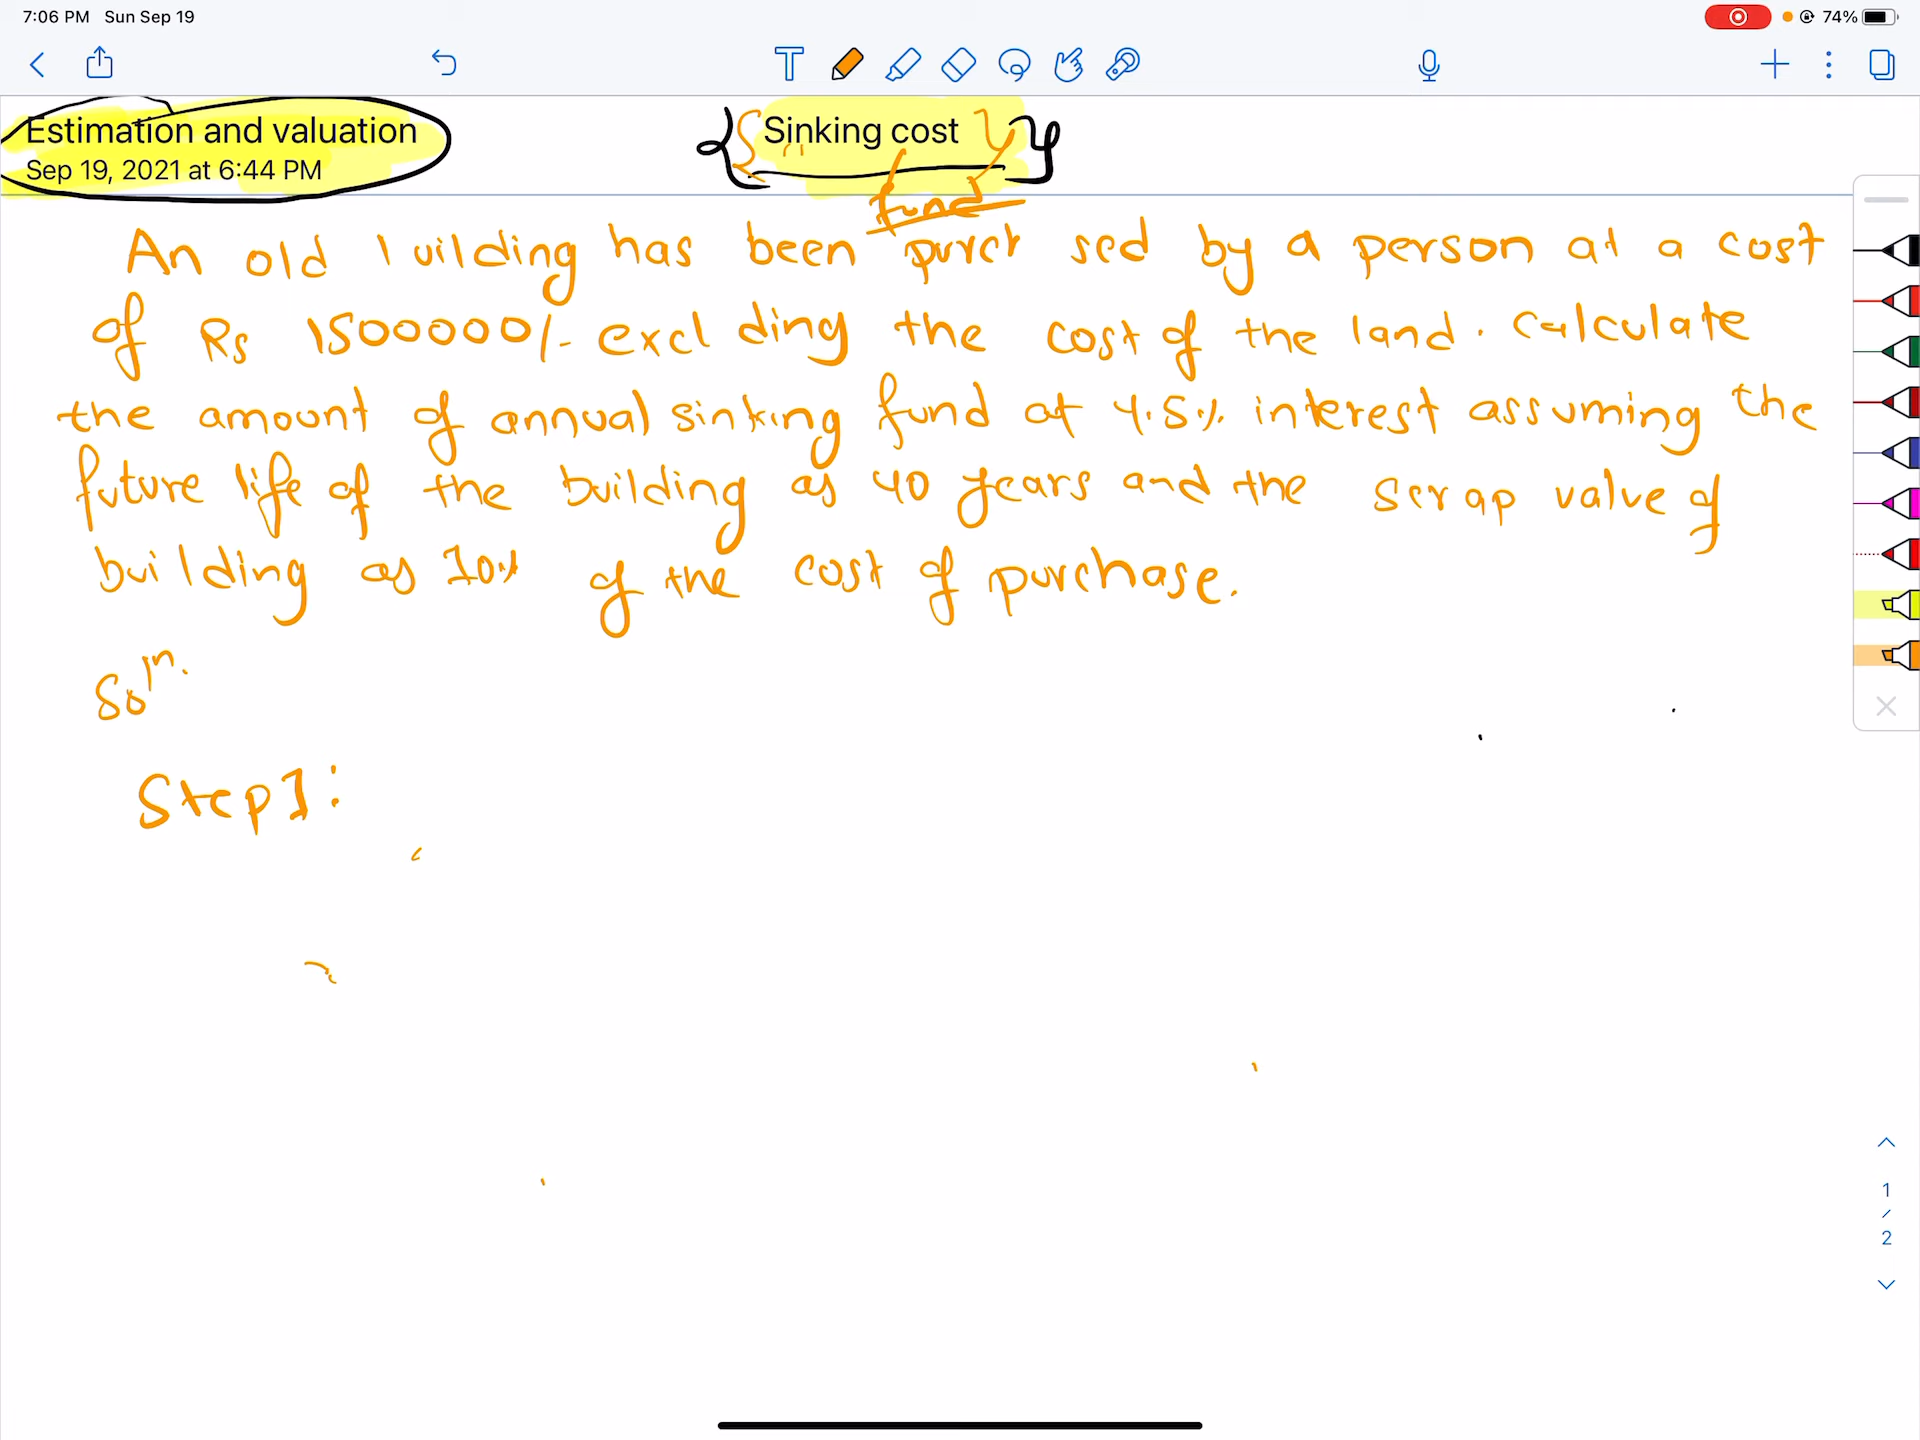 7:06 PM Sun Sep 19
74%
Estimation and valuation
Sep 19, 2021 at 6:44 PM
Sinking cost
fund
An old uilding has been purch sed by a person at a cost
of Rs 1500000/- excl ding the cost of the land. Calculate
the amount of annual sinking fund at 4.5% interest assuming the
future life of the building as 40 years and the scrap value of
building as 10% of the cost of purchase.
Soln.
Step 1:
1
/
2